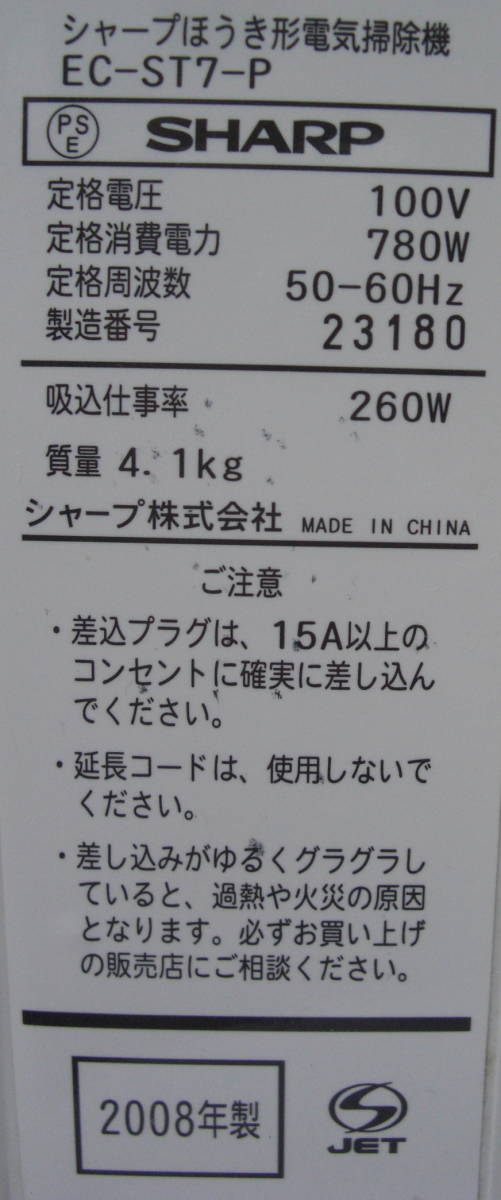 シャープほうき形電気掃除機
EC-ST7-P
PSE SHARP
定格電圧 100V
定格消費電力 780W
定格周波数 50-60Hz
製造番号 23180
吸込仕事率 260W
質量 4.1kg
シャープ株式会社 MADE IN CHINA
ご注意
・差込プラグは、15A以上の
コンセントに確実に差し込ん
でください。
・延長コードは、使用しないで
ください。
・差し込みがゆるくグラグラし
ていると、過熱や火災の原因
となります。必ずお買い上げ
の販売店にご相談ください。
2008年製 JET